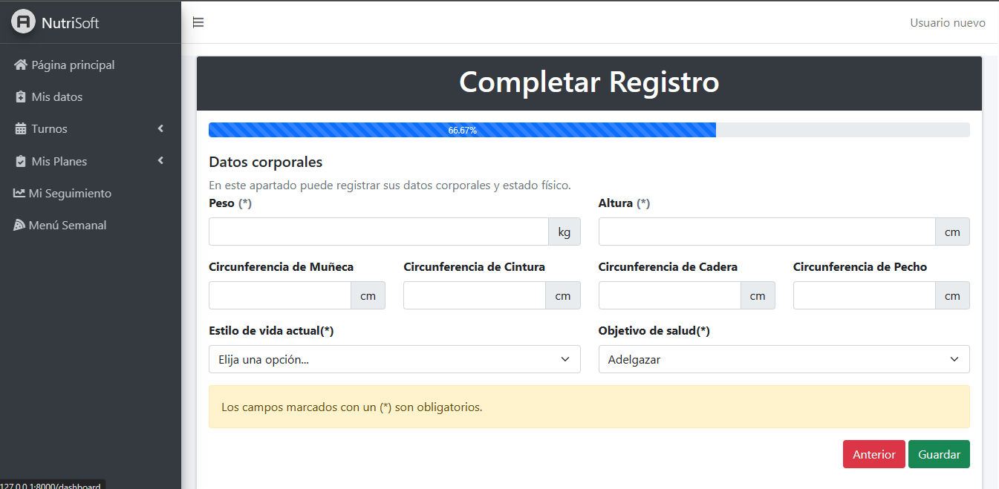 NutriSoft
Usuario nuevo
Página principal
Mis datos
Turnos
Mis Planes
Mi Seguimiento
Menú Semanal
Completar Registro
66.67%
Datos corporales
En este apartado puede registrar sus datos corporales y estado físico.
Peso (*) Altura (*)
kg cm
Circunferencia de Muñeca Circunferencia de Cintura Circunferencia de Cadera Circunferencia de Pecho
cm cm cm cm
Estilo de vida actual(*) Objetivo de salud(*)
Elija una opción... Adelgazar
Los campos marcados con un (*) son obligatorios.
Anterior Guardar
127.0.0.1:8000/dashboard